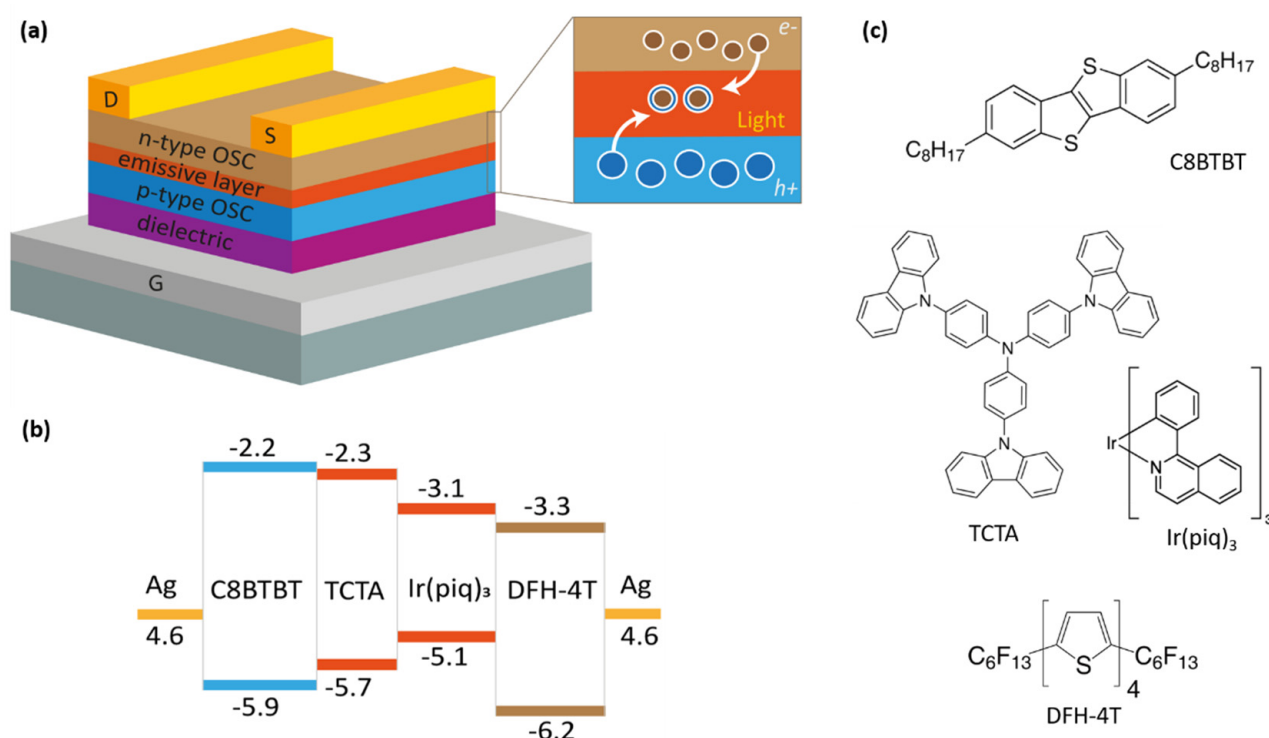 (a)
D
S
n-type OSC
emissive layer
p-type OSC
dielectric
G
e-
Light
h+
(b)
-2.2
-2.3
-3.1
-3.3
Ag
C8BTBT
TCTA
Ir(piq)₃
DFH-4T
Ag
4.6
4.6
-5.1
-5.7
-5.9
-6.2
(c)
S
C₈H₁₇
C₈H₁₇
S
C8BTBT
N
N
N
N
TCTA
Ir
N
3
Ir(piq)₃
C₆F₁₃
S
C₆F₁₃
4
DFH-4T